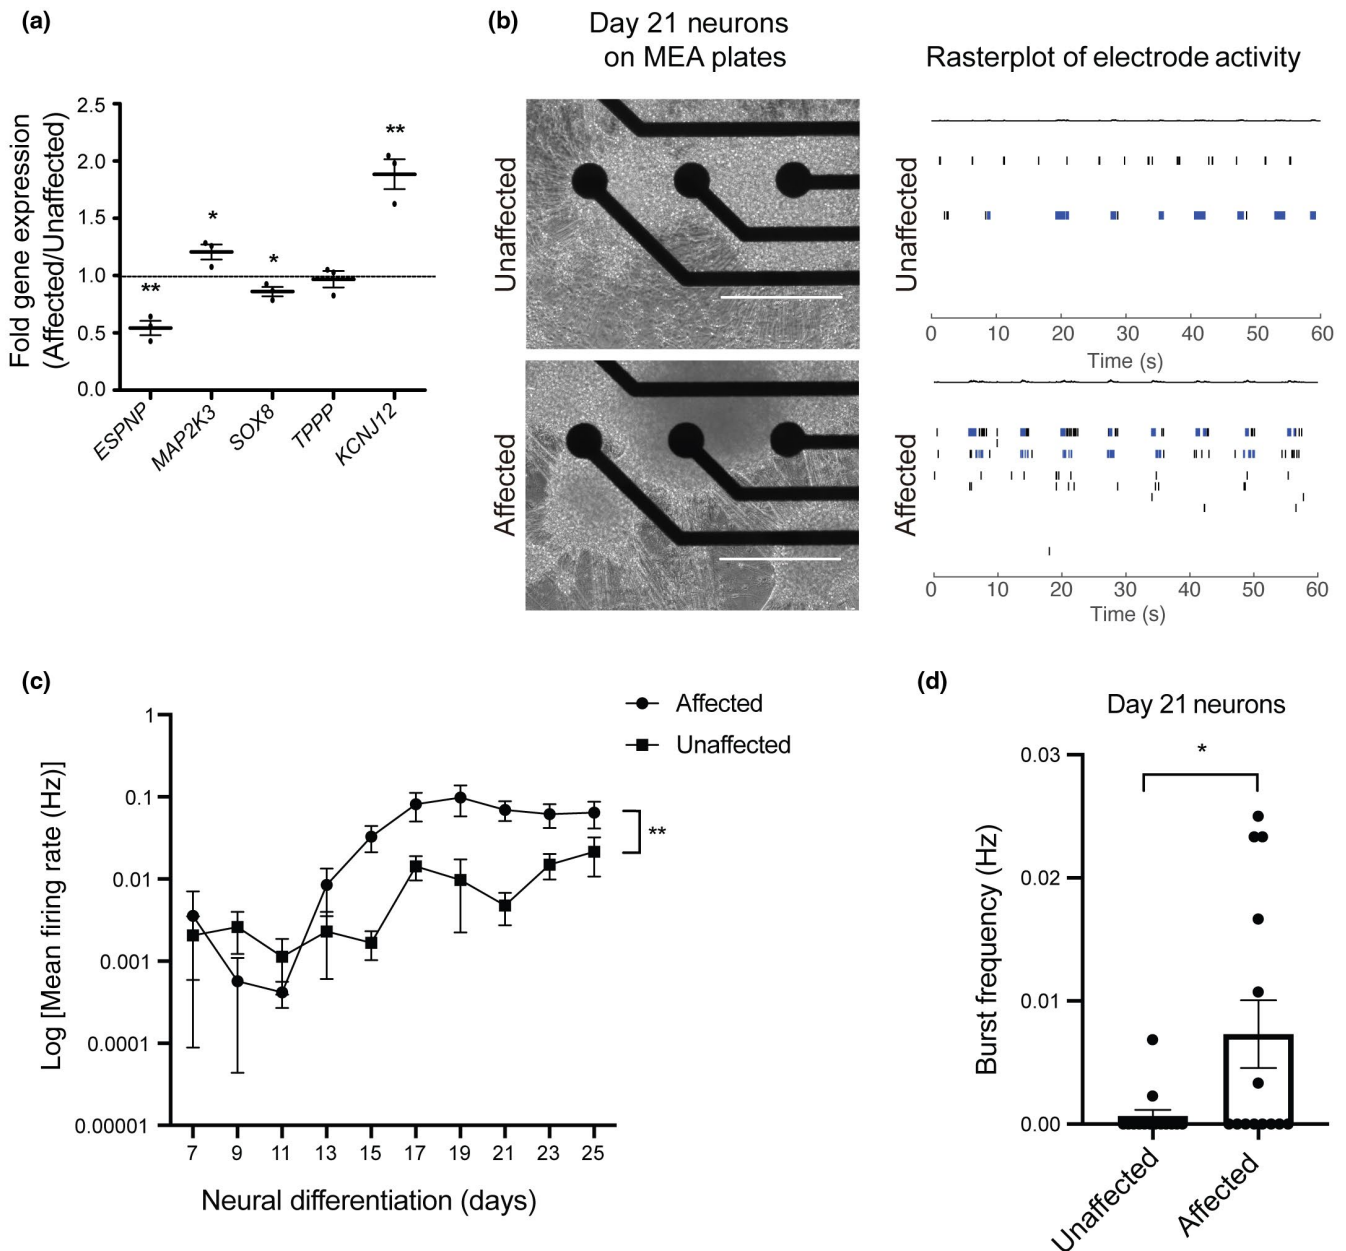 (a)
Fold gene expression
(Affected/Unaffected)
2.5
2.0
1.5
1.0
0.5
0.0
**
*
*
**
ESPNP
MAP2K3
SOX8
TPPP
KCNJ12
(b)
Day 21 neurons
on MEA plates
Rasterplot of electrode activity
Unaffected
Unaffected
0 10 20 30 40 50 60
Time (s)
Affected
Affected
0 10 20 30 40 50 60
Time (s)
(c)
Affected
Unaffected
Log [Mean firing rate (Hz)]
1
0.1
0.01
0.001
0.0001
0.00001
**
7 9 11 13 15 17 19 21 23 25
Neural differentiation (days)
(d)
Day 21 neurons
*
Burst frequency (Hz)
0.03
0.02
0.01
0.00
Unaffected
Affected